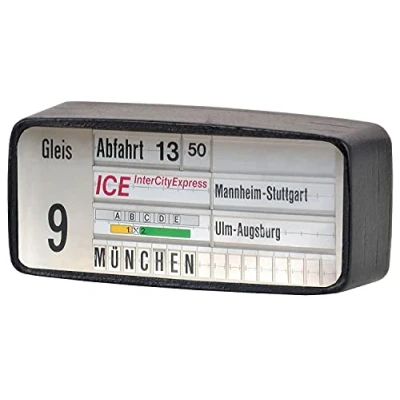 Gleis
9
Abfahrt 13 50
ICE InterCityExpress
Mannheim-Stuttgart
A B C D E
1 X 2
Ulm-Augsburg
MÜNCHEN